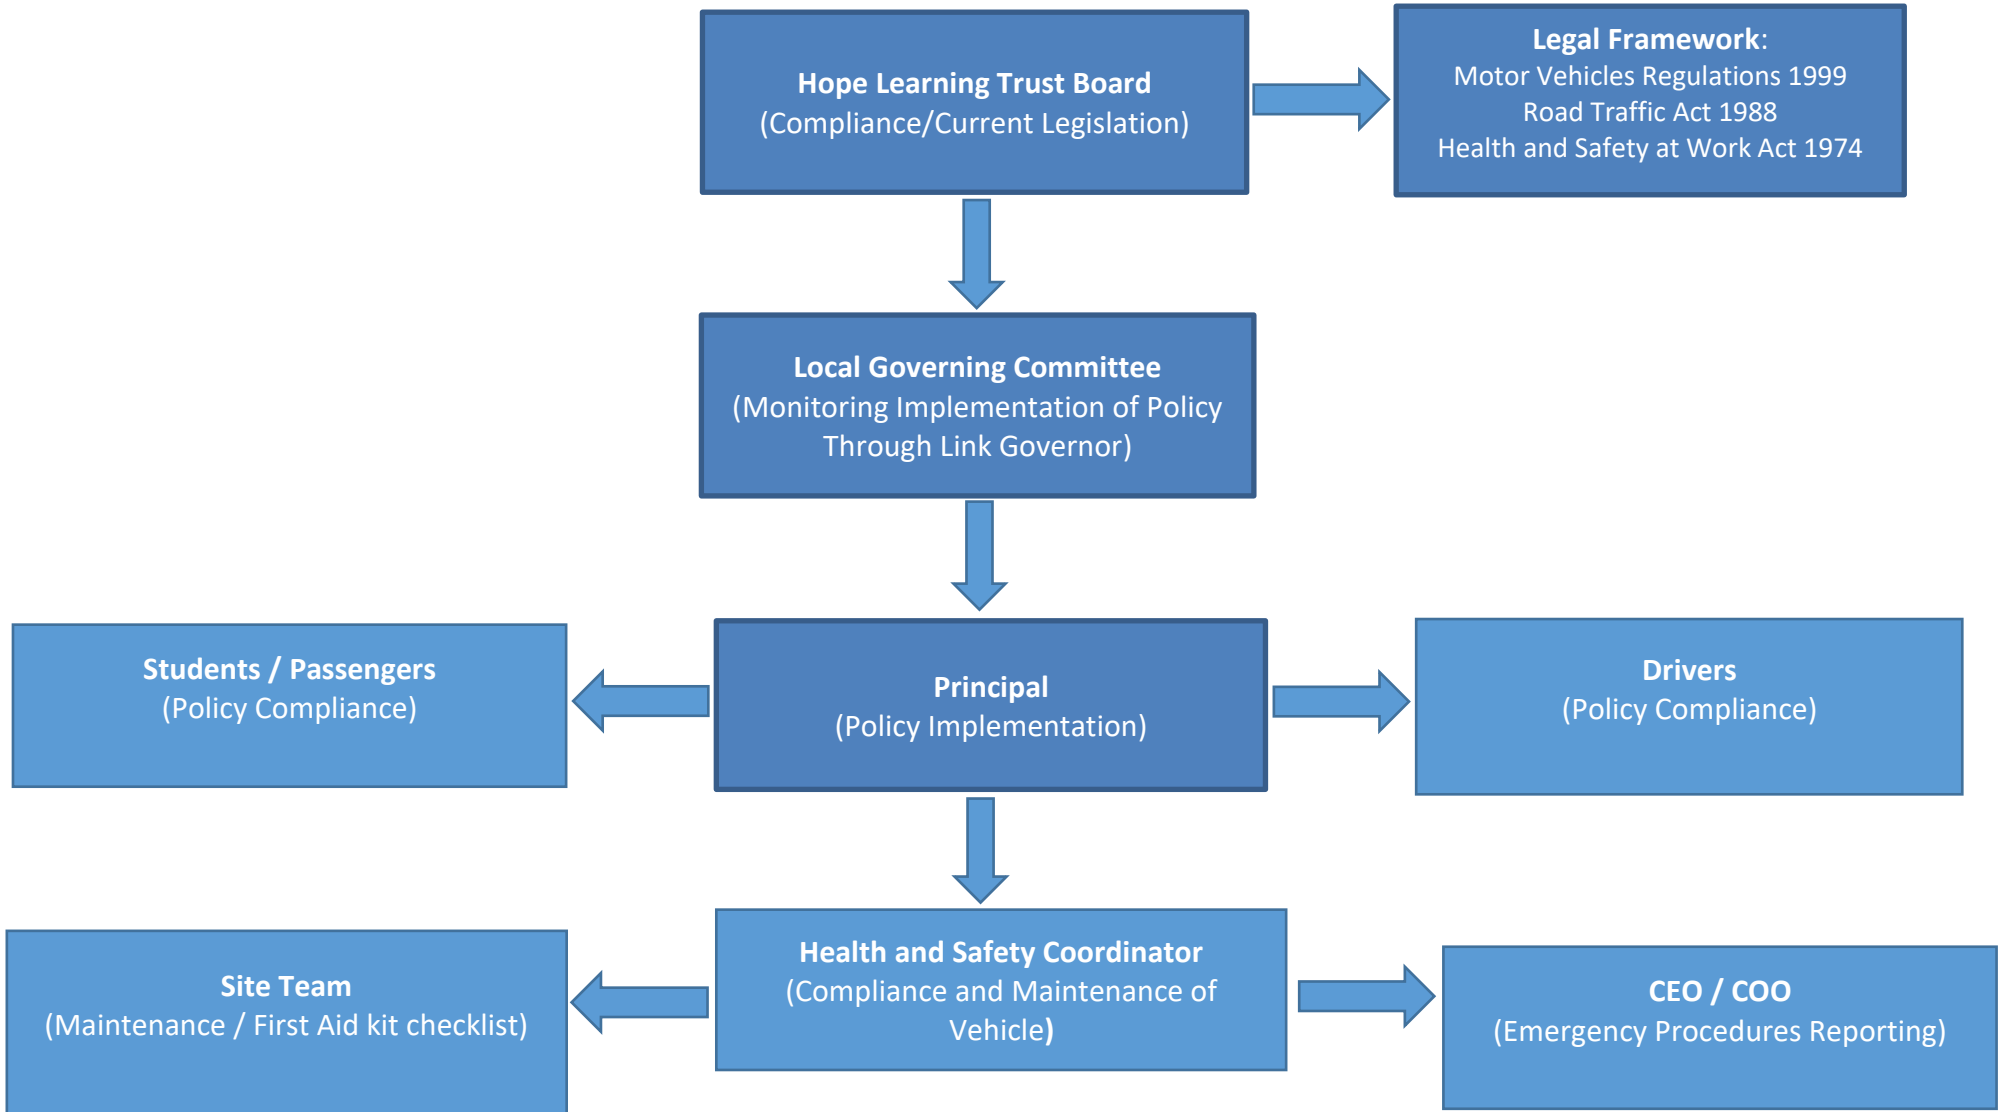 Hope Learning Trust Board
(Compliance/Current Legislation)
Legal Framework:
Motor Vehicles Regulations 1999
Road Traffic Act 1988
Health and Safety at Work Act 1974
Local Governing Committee
(Monitoring Implementation of Policy
Through Link Governor)
Students / Passengers
(Policy Compliance)
Principal
(Policy Implementation)
Drivers
(Policy Compliance)
Site Team
(Maintenance / First Aid kit checklist)
Health and Safety Coordinator
(Compliance and Maintenance of
Vehicle)
CEO / COO
(Emergency Procedures Reporting)